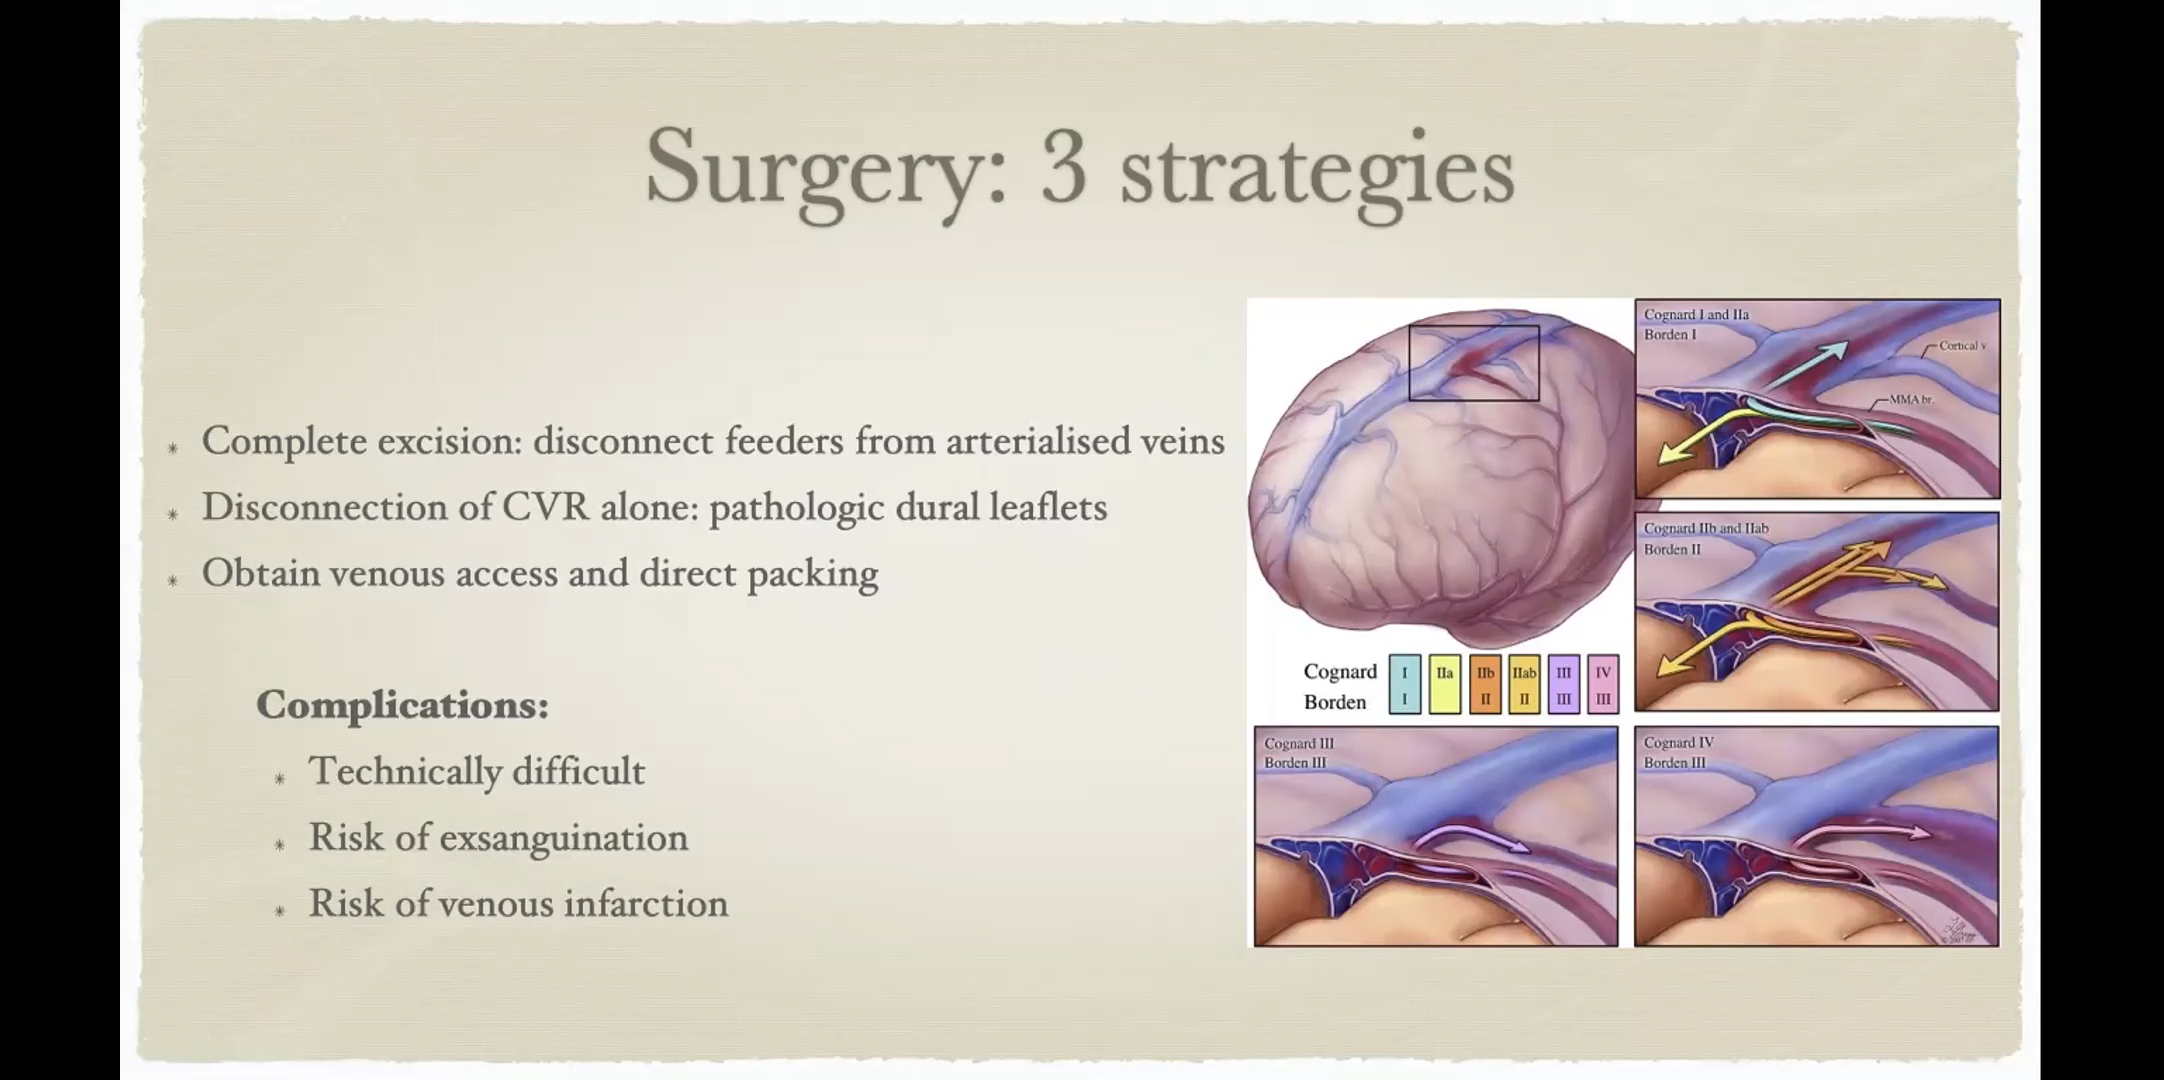 Surgery: 3 strategies
* Complete excision: disconnect feeders from arterialised veins
* Disconnection of CVR alone: pathologic dural leaflets
* Obtain venous access and direct packing
Complications:
* Technically difficult
* Risk of exsanguination
* Risk of venous infarction
Cognard I and IIa
Borden I
Cortical v
MMA br.
Cognard IIb and IIab
Borden II
Cognard I IIa IIb IIab III IV
Borden I II II III III
Cognard III
Borden III
Cognard IV
Borden III